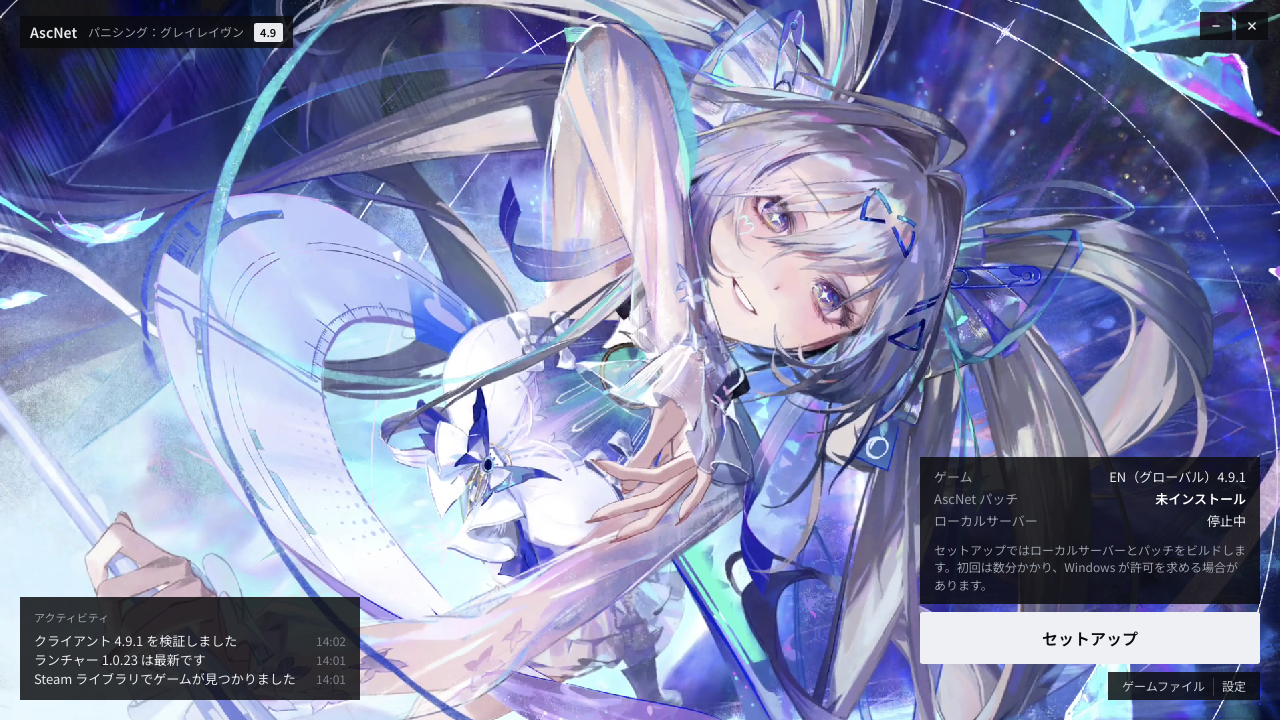 AscNet パニシング：グレイレイヴン 4.9
ゲーム EN（グローバル）4.9.1
AscNet パッチ 未インストール
ローカルサーバー 停止中
セットアップではローカルサーバーとパッチをビルドしま
す。初回は数分かかり、Windows が許可を求める場合が
あります。
セットアップ
アクティビティ
クライアント 4.9.1 を検証しました 14:02
ランチャー 1.0.23 は最新です 14:01
Steam ライブラリでゲームが見つかりました 14:01
ゲームファイル 設定